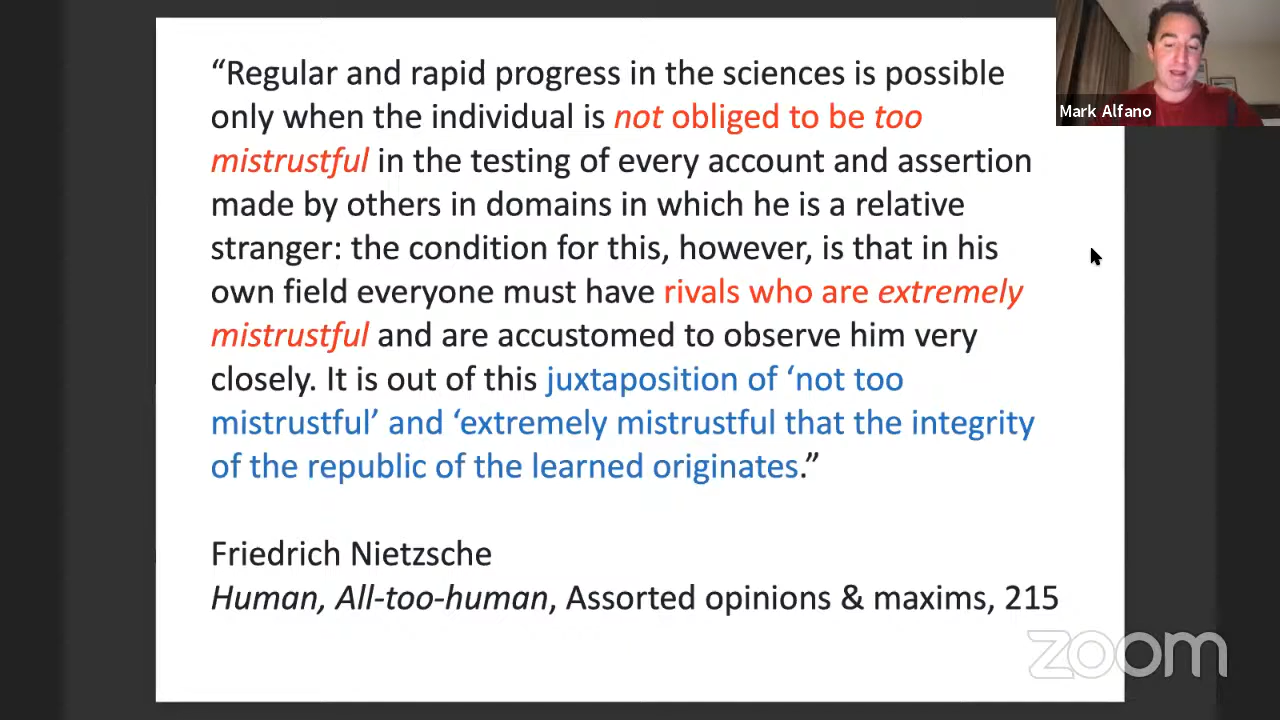 “Regular and rapid progress in the sciences is possible
only when the individual is not obliged to be too
mistrustful in the testing of every account and assertion
made by others in domains in which he is a relative
stranger: the condition for this, however, is that in his
own field everyone must have rivals who are extremely
mistrustful and are accustomed to observe him very
closely. It is out of this juxtaposition of ‘not too
mistrustful’ and ‘extremely mistrustful that the integrity
of the republic of the learned originates.”
Friedrich Nietzsche
Human, All-too-human, Assorted opinions & maxims, 215
Mark Alfano
zoom